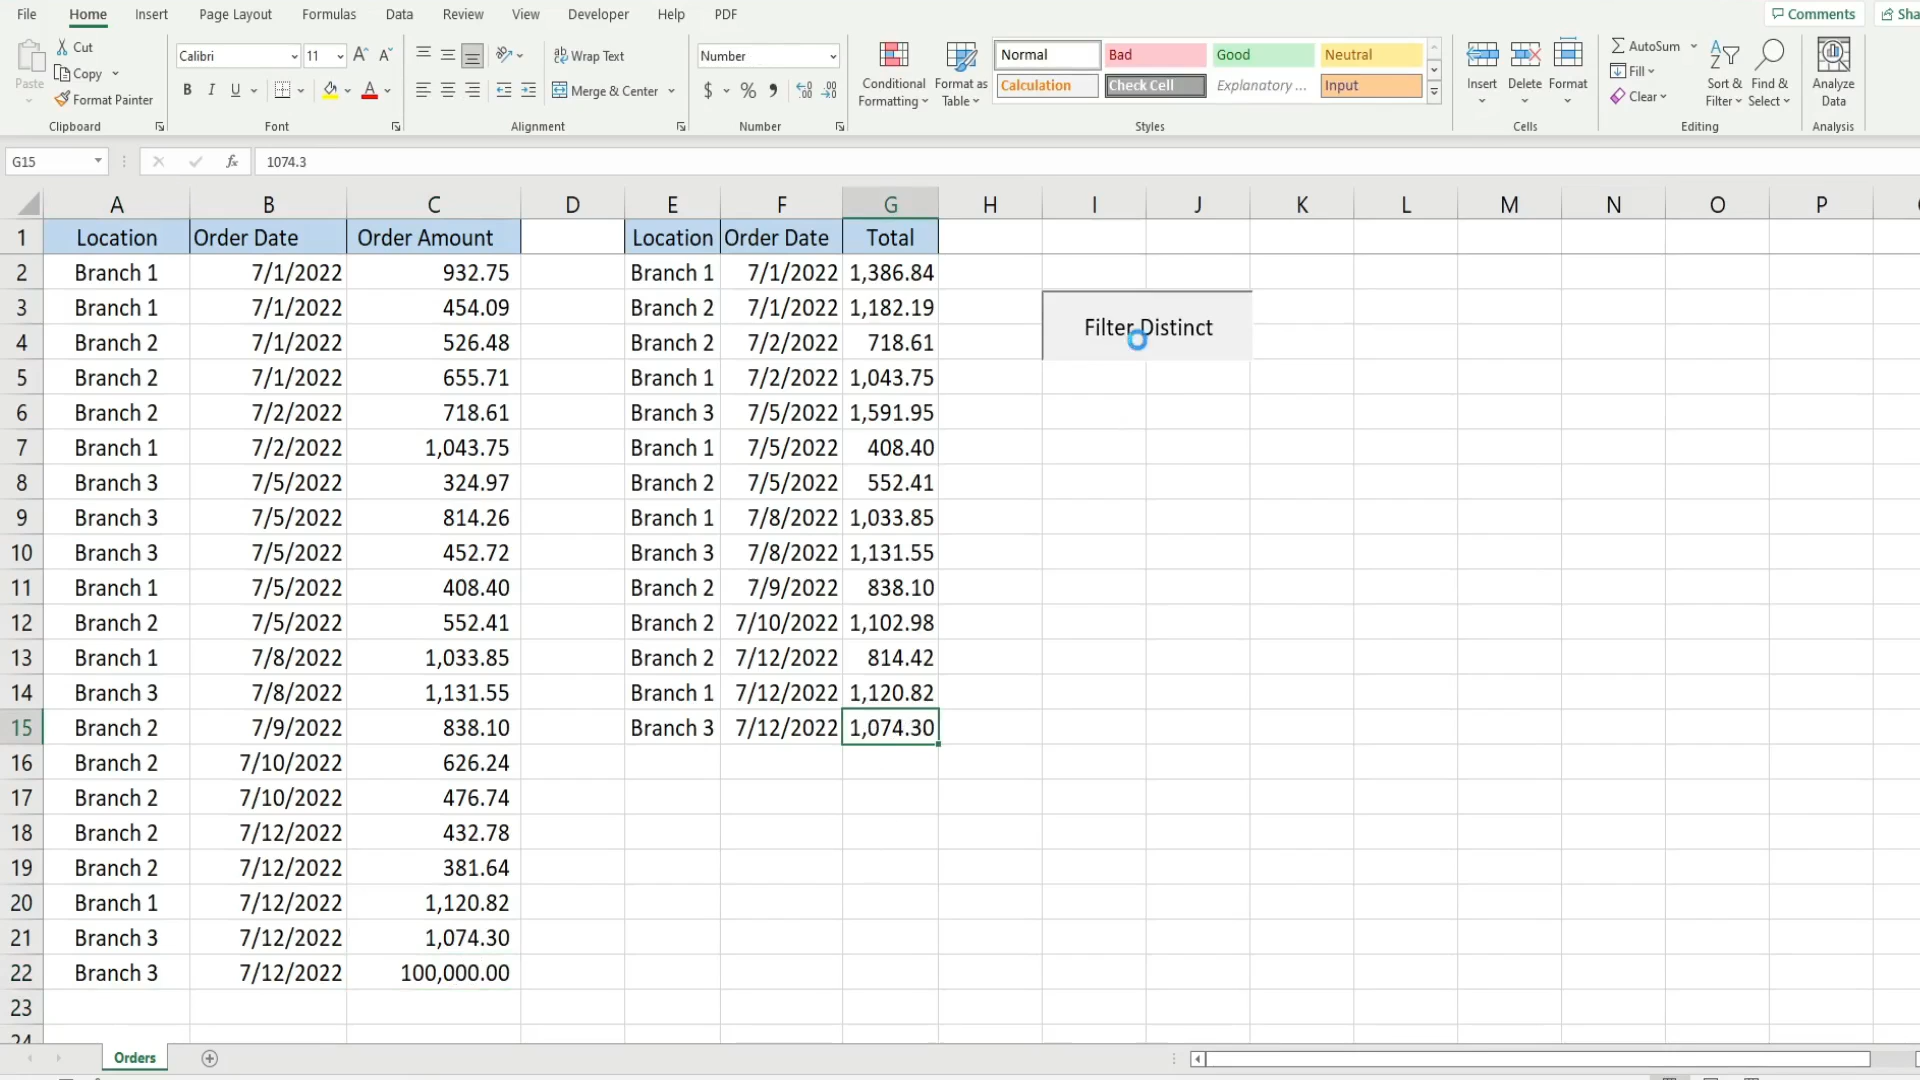 File Home Insert Page Layout Formulas Data Review View Developer Help PDF Comments Sha
Paste Cut Copy Format Painter Clipboard
Calibri 11 B I U A A A Font
Wrap Text Merge & Center Alignment
Number $ % Number
Conditional Formatting Format as Table
Normal Bad Good Neutral
Calculation Check Cell Explanatory ... Input
Styles
Insert Delete Format Cells
AutoSum Fill Clear Sort & Filter Find & Select Editing
Analyze Data Analysis
G15 fx 1074.3
A B C D E F G H I J K L M N O P
1 Location Order Date Order Amount Location Order Date Total
2 Branch 1 7/1/2022 932.75 Branch 1 7/1/2022 1,386.84
3 Branch 1 7/1/2022 454.09 Branch 2 7/1/2022 1,182.19 Filter Distinct
4 Branch 2 7/1/2022 526.48 Branch 2 7/2/2022 718.61
5 Branch 2 7/1/2022 655.71 Branch 1 7/2/2022 1,043.75
6 Branch 2 7/2/2022 718.61 Branch 3 7/5/2022 1,591.95
7 Branch 1 7/2/2022 1,043.75 Branch 1 7/5/2022 408.40
8 Branch 3 7/5/2022 324.97 Branch 2 7/5/2022 552.41
9 Branch 3 7/5/2022 814.26 Branch 1 7/8/2022 1,033.85
10 Branch 3 7/5/2022 452.72 Branch 3 7/8/2022 1,131.55
11 Branch 1 7/5/2022 408.40 Branch 2 7/9/2022 838.10
12 Branch 2 7/5/2022 552.41 Branch 2 7/10/2022 1,102.98
13 Branch 1 7/8/2022 1,033.85 Branch 2 7/12/2022 814.42
14 Branch 3 7/8/2022 1,131.55 Branch 1 7/12/2022 1,120.82
15 Branch 2 7/9/2022 838.10 Branch 3 7/12/2022 1,074.30
16 Branch 2 7/10/2022 626.24
17 Branch 2 7/10/2022 476.74
18 Branch 2 7/12/2022 432.78
19 Branch 2 7/12/2022 381.64
20 Branch 1 7/12/2022 1,120.82
21 Branch 3 7/12/2022 1,074.30
22 Branch 3 7/12/2022 100,000.00
23
24
Orders